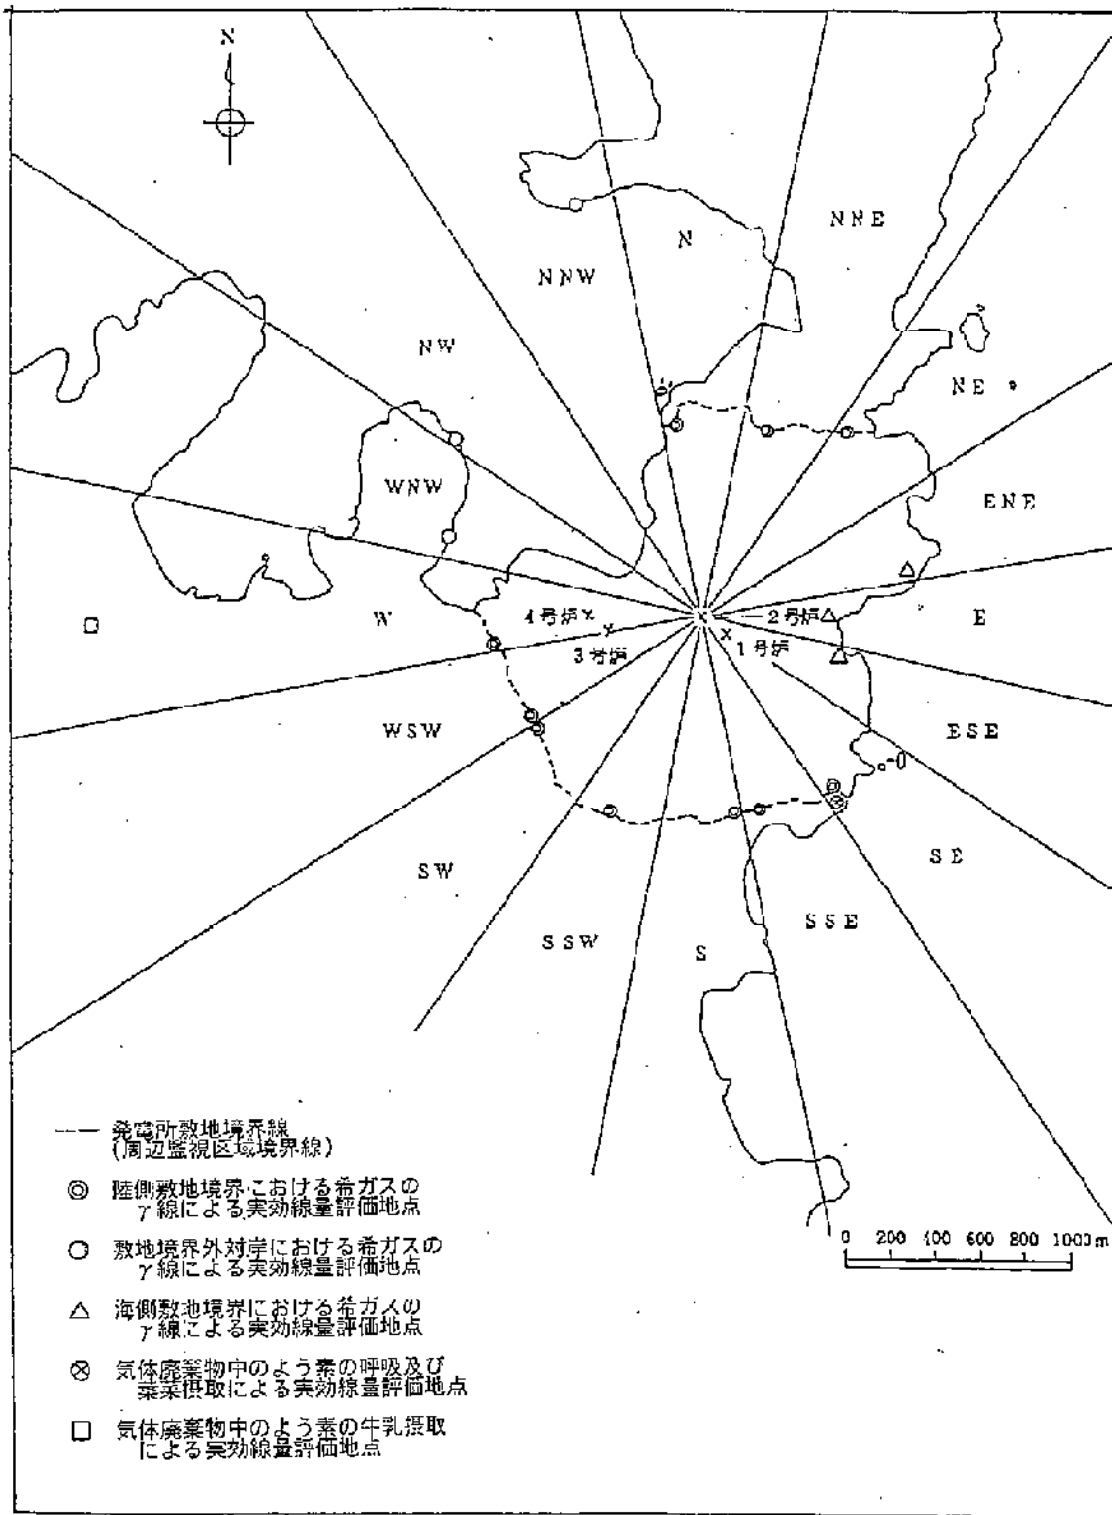 N
NNE
N
NNW
NW
NE
WNW
ENE
W
4号炉
2号炉
E
3号炉
1号炉
WSW
ESE
SW
SE
SSW
SSE
S
発電所敷地境界線
(周辺監視区域境界線)
陸側敷地境界における希ガスの
γ線による実効線量評価地点
敷地境界外対岸における希ガスの
γ線による実効線量評価地点
海側敷地境界における希ガスの
γ線による実効線量評価地点
気体廃棄物中のよう素の呼吸及び
葉菜摂取による実効線量評価地点
気体廃棄物中のよう素の牛乳摂取
による実効線量評価地点
0 200 400 600 800 1000m